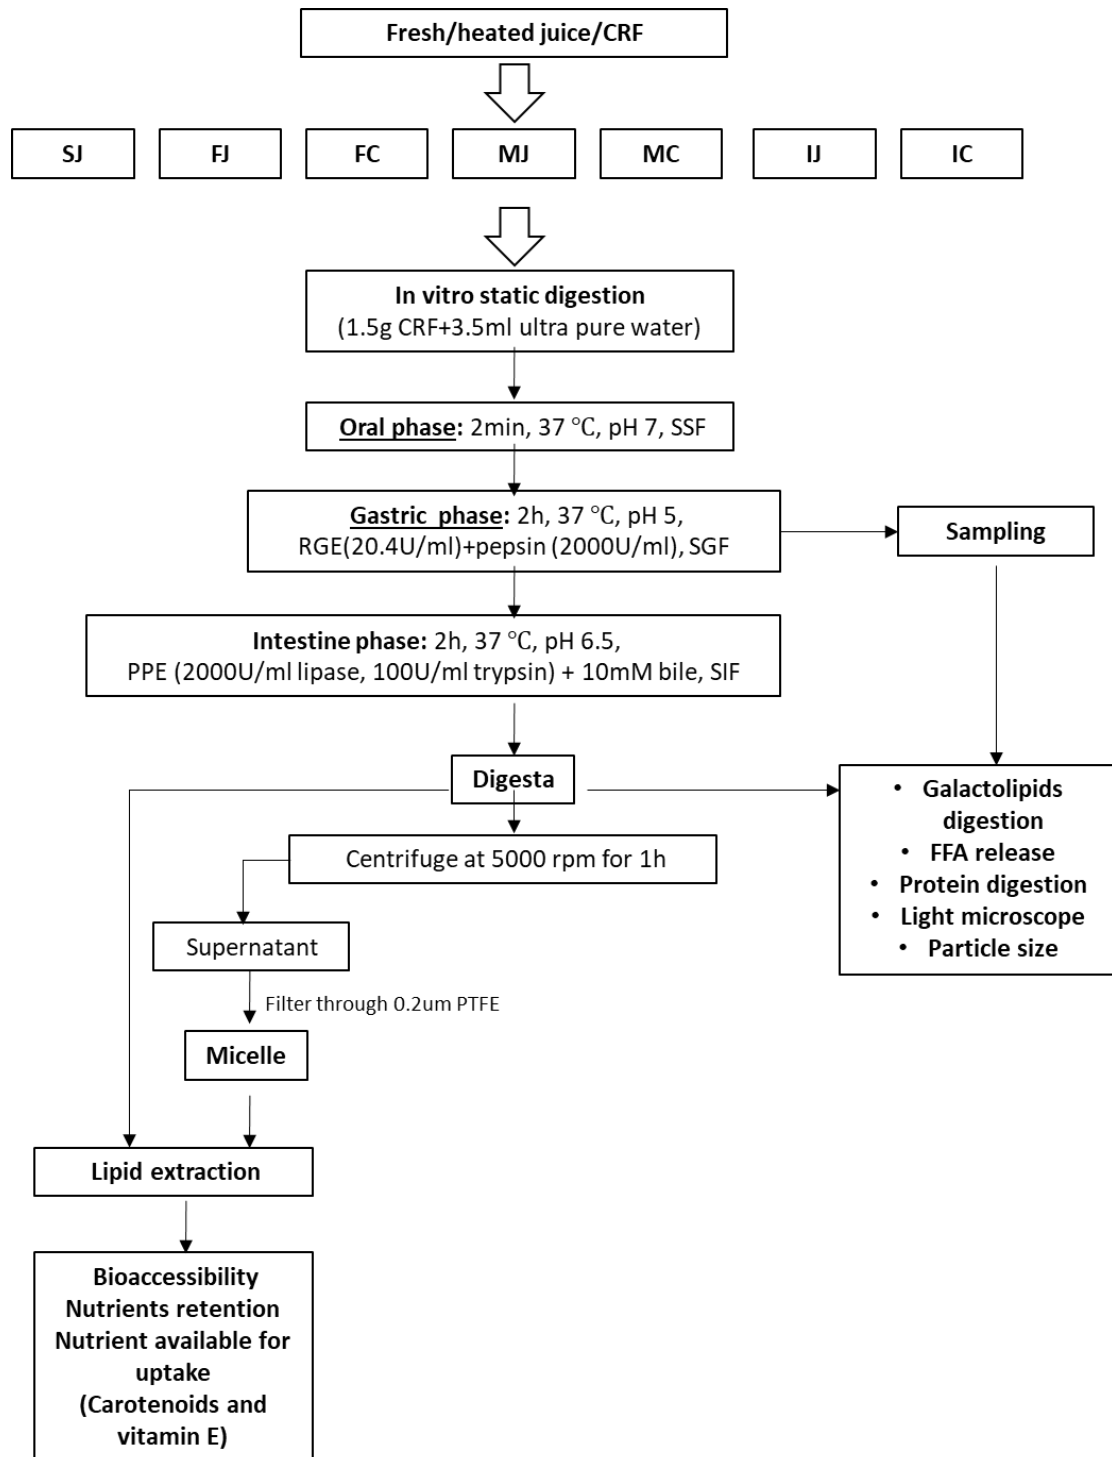 Fresh/heated juice/CRF
SJ
FJ
FC
MJ
MC
IJ
IC
In vitro static digestion
(1.5g CRF+3.5ml ultra pure water)
Oral phase: 2min, 37 ℃, pH 7, SSF
Gastric phase: 2h, 37 ℃, pH 5,
RGE(20.4U/ml)+pepsin (2000U/ml), SGF
Sampling
Intestine phase: 2h, 37 ℃, pH 6.5,
PPE (2000U/ml lipase, 100U/ml trypsin) + 10mM bile, SIF
Digesta
• Galactolipids
digestion
• FFA release
• Protein digestion
• Light microscope
• Particle size
Centrifuge at 5000 rpm for 1h
Supernatant
Filter through 0.2um PTFE
Micelle
Lipid extraction
Bioaccessibility
Nutrients retention
Nutrient available for
uptake
(Carotenoids and
vitamin E)